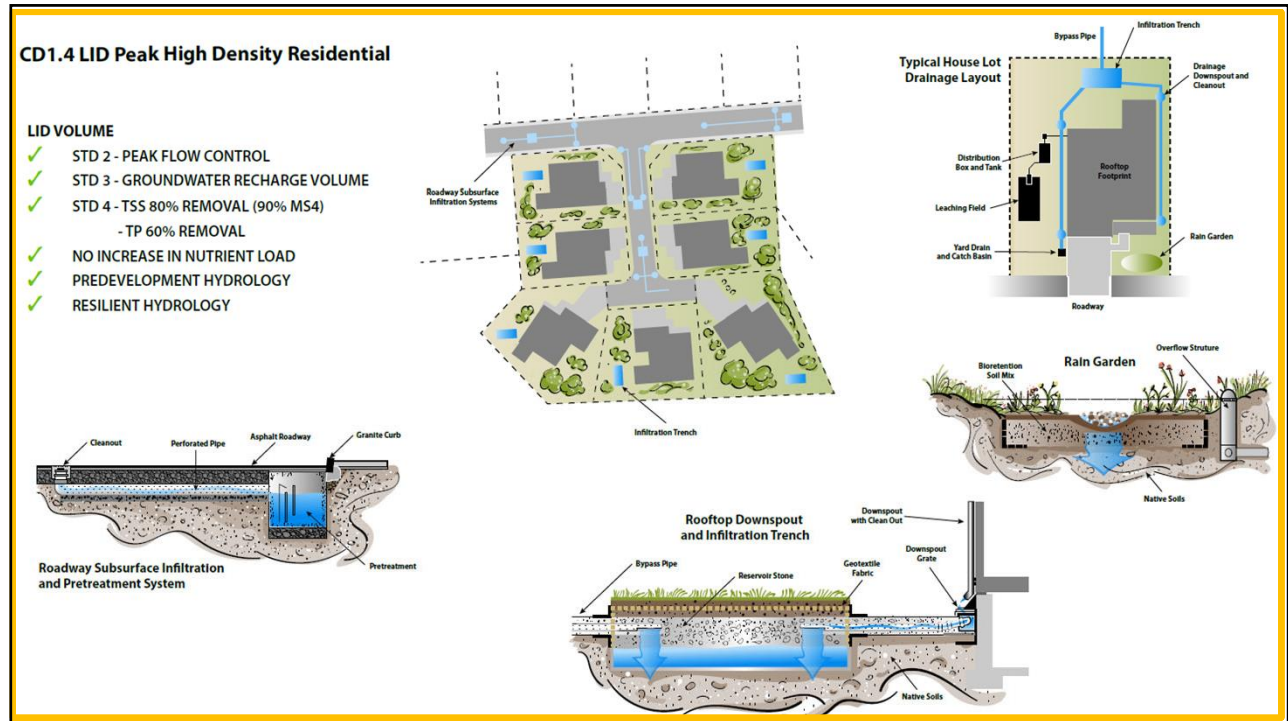 CD1.4 LID Peak High Density Residential
LID VOLUME
✓ STD 2 - PEAK FLOW CONTROL
✓ STD 3 - GROUNDWATER RECHARGE VOLUME
✓ STD 4 - TSS 80% REMOVAL (90% MS4)
- TP 60% REMOVAL
✓ NO INCREASE IN NUTRIENT LOAD
✓ PREDEVELOPMENT HYDROLOGY
✓ RESILIENT HYDROLOGY
Roadway Subsurface
Infiltration Systems
Infiltration Trench
Typical House Lot
Drainage Layout
Bypass Pipe
Infiltration Trench
Drainage
Downspout and
Cleanout
Distribution
Box and Tank
Rooftop
Footprint
Leaching Field
Yard Drain
and Catch Basin
Rain Garden
Roadway
Rain Garden
Bioretention
Soil Mix
Overflow Struture
Native Soils
Cleanout
Perforated Pipe
Asphalt Roadway
Granite Curb
Pretreatment
Roadway Subsurface Infiltration
and Pretreatment System
Rooftop Downspout
and Infiltration Trench
Downspout
with Clean Out
Bypass Pipe
Reservoir Stone
Geotextile
Fabric
Downspout
Grate
Native Soils